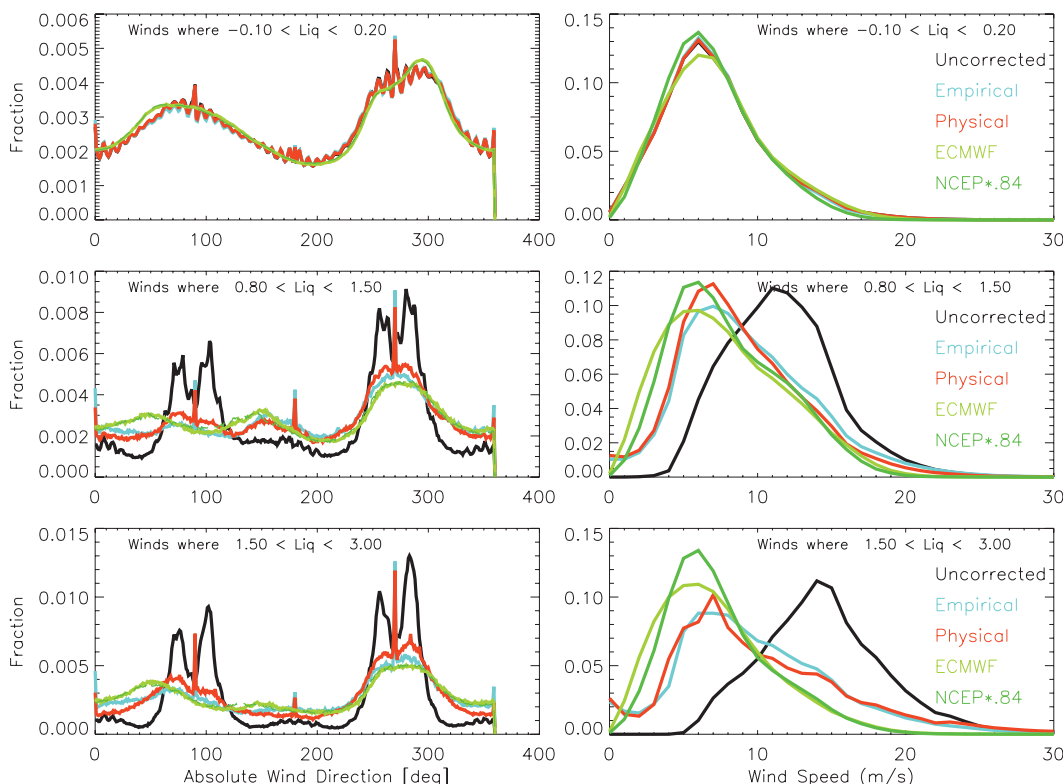 Winds where -0.10 < Liq < 0.20
Fraction
0.006
0.005
0.004
0.003
0.002
0.001
0.000
0
100
200
300
400
Winds where -0.10 < Liq < 0.20
Uncorrected
Empirical
Physical
ECMWF
NCEP*.84
0.15
0.10
0.05
0.00
0
10
20
30
Winds where 0.80 < Liq < 1.50
Fraction
0.010
0.008
0.006
0.004
0.002
0.000
0
100
200
300
400
Winds where 0.80 < Liq < 1.50
Uncorrected
Empirical
Physical
ECMWF
NCEP*.84
0.12
0.10
0.08
0.06
0.04
0.02
0.00
0
10
20
30
Winds where 1.50 < Liq < 3.00
Fraction
0.015
0.010
0.005
0.000
0
100
200
300
400
Absolute Wind Direction [deg]
Winds where 1.50 < Liq < 3.00
Uncorrected
Empirical
Physical
ECMWF
NCEP*.84
0.15
0.10
0.05
0.00
0
10
20
30
Wind Speed (m/s)